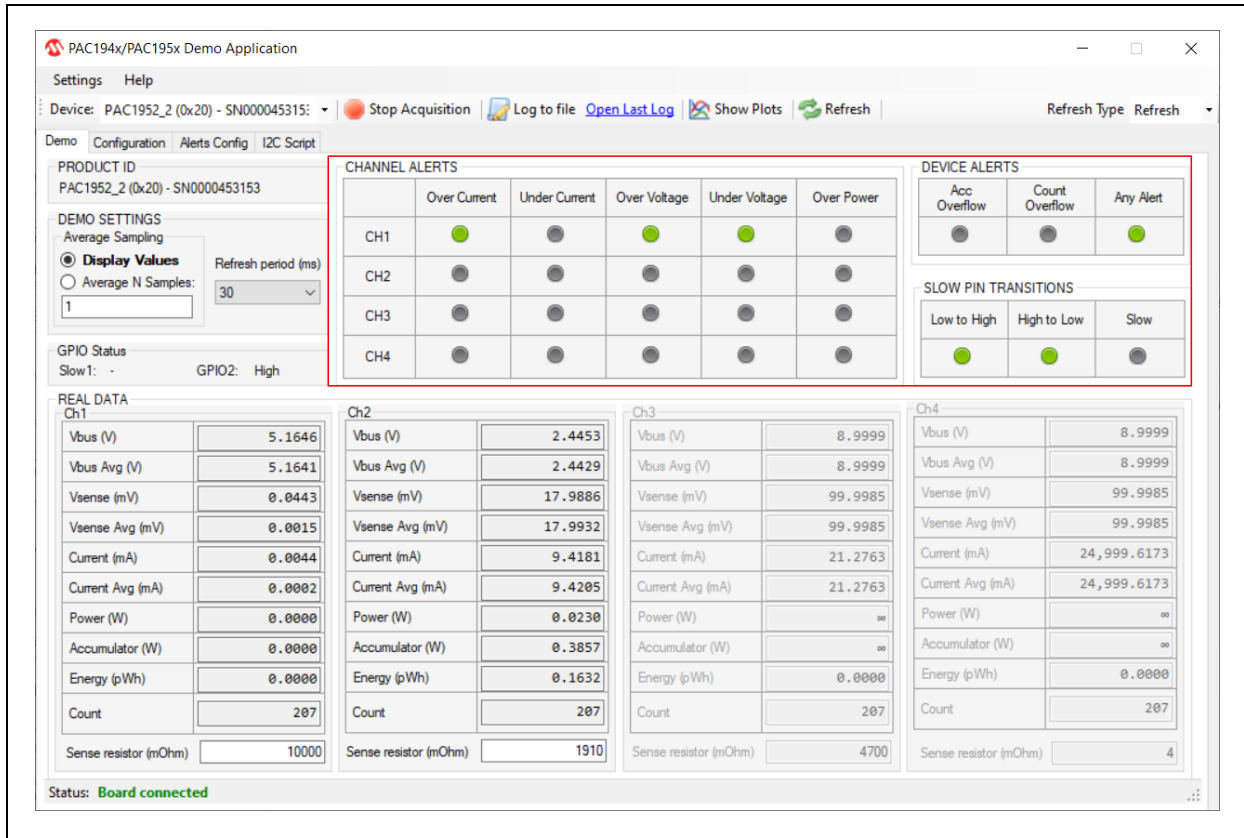 PAC194x/PAC195x Demo Application
Settings Help
Device: PAC1952_2 (0x20) - SN000045315: Stop Acquisition Log to file Open Last Log Show Plots Refresh Refresh Type Refresh
Demo Configuration Alerts Config I2C Script
PRODUCT ID
PAC1952_2 (0x20) - SN0000453153
DEMO SETTINGS
Average Sampling
Display Values
Average N Samples:
1
Refresh period (ms)
30
GPIO Status
Slow1: - GPIO2: High
CHANNEL ALERTS
Over Current Under Current Over Voltage Under Voltage Over Power
CH1
CH2
CH3
CH4
DEVICE ALERTS
Acc Overflow Count Overflow Any Alert
SLOW PIN TRANSITIONS
Low to High High to Low Slow
REAL DATA
Ch1
Vbus (V) 5.1646
Vbus Avg (V) 5.1641
Vsense (mV) 0.0443
Vsense Avg (mV) 0.0015
Current (mA) 0.0044
Current Avg (mA) 0.0002
Power (W) 0.0000
Accumulator (W) 0.0000
Energy (pWh) 0.0000
Count 207
Sense resistor (mOhm) 10000
Ch2
Vbus (V) 2.4453
Vbus Avg (V) 2.4429
Vsense (mV) 17.9886
Vsense Avg (mV) 17.9932
Current (mA) 9.4181
Current Avg (mA) 9.4205
Power (W) 0.0230
Accumulator (W) 0.3857
Energy (pWh) 0.1632
Count 207
Sense resistor (mOhm) 1910
Ch3
Vbus (V) 8.9999
Vbus Avg (V) 8.9999
Vsense (mV) 99.9985
Vsense Avg (mV) 99.9985
Current (mA) 21.2763
Current Avg (mA) 21.2763
Power (W) ∞
Accumulator (W) ∞
Energy (pWh) 0.0000
Count 207
Sense resistor (mOhm) 4700
Ch4
Vbus (V) 8.9999
Vbus Avg (V) 8.9999
Vsense (mV) 99.9985
Vsense Avg (mV) 99.9985
Current (mA) 24,999.6173
Current Avg (mA) 24,999.6173
Power (W) ∞
Accumulator (W) ∞
Energy (pWh) 0.0000
Count 207
Sense resistor (mOhm) 4
Status: Board connected